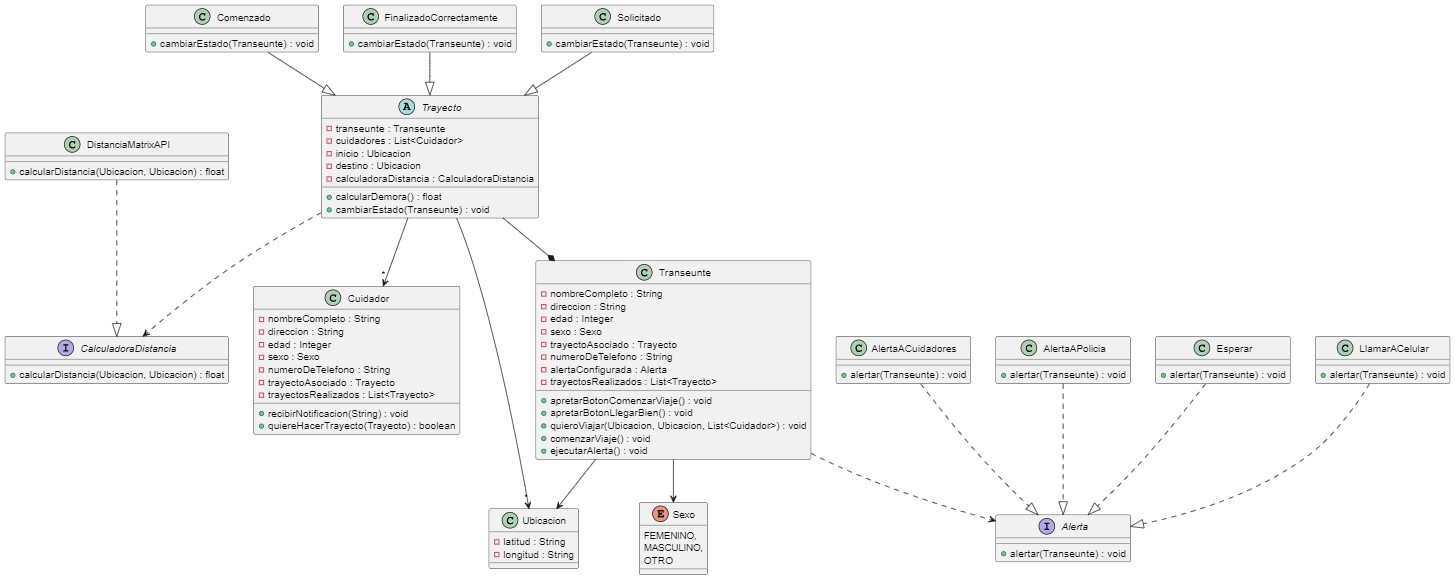 C Comenzado
cambiarEstado(Transeunte) : void
C FinalizadoCorrectamente
cambiarEstado(Transeunte) : void
C Solicitado
cambiarEstado(Transeunte) : void
A Trayecto
transeunte : Transeunte
cuidadores : List<Cuidador>
inicio : Ubicacion
destino : Ubicacion
calculadoraDistancia : CalculadoraDistancia
calcularDemora() : float
cambiarEstado(Transeunte) : void
C DistanciaMatrixAPI
calcularDistancia(Ubicacion, Ubicacion) : float
I CalculadoraDistancia
calcularDistancia(Ubicacion, Ubicacion) : float
*
C Cuidador
nombreCompleto : String
direccion : String
edad : Integer
sexo : Sexo
numeroDeTelefono : String
trayectoAsociado : Trayecto
trayectosRealizados : List<Trayecto>
recibirNotificacion(String) : void
quiereHacerTrayecto(Trayecto) : boolean
C Transeunte
nombreCompleto : String
direccion : String
edad : Integer
sexo : Sexo
trayectoAsociado : Trayecto
numeroDeTelefono : String
alertaConfigurada : Alerta
trayectosRealizados : List<Trayecto>
apretarBotonComenzarViaje() : void
apretarBotonLlegarBien() : void
quieroViajar(Ubicacion, Ubicacion, List<Cuidador>) : void
comenzarViaje() : void
ejecutarAlerta() : void
C AlertaACuidadores
alertar(Transeunte) : void
C AlertaAPolicia
alertar(Transeunte) : void
C Esperar
alertar(Transeunte) : void
C LlamarACelular
alertar(Transeunte) : void
*
C Ubicacion
latitud : String
longitud : String
E Sexo
FEMENINO,
MASCULINO,
OTRO
I Alerta
alertar(Transeunte) : void